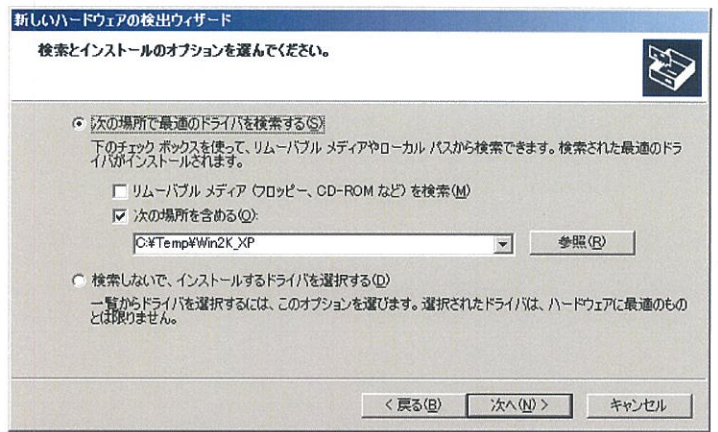 新しいハードウェアの検出ウィザード
検索とインストールのオプションを選んでください。
次の場所で最適のドライバを検索する(S)
下のチェック ボックスを使って、リムーバブル メディアやローカル パスから検索できます。検索された最適のドラ
イバがインストールされます。
リムーバブル メディア (フロッピー、CD-ROM など) を検索(M)
次の場所を含める(O):
C:¥Temp¥Win2K_XP
参照(R)
検索しないで、インストールするドライバを選択する(D)
一覧からドライバを選択するには、このオプションを選びます。選択されたドライバは、ハードウェアに最適のもの
とは限りません。
< 戻る(B) 次へ(N) > キャンセル